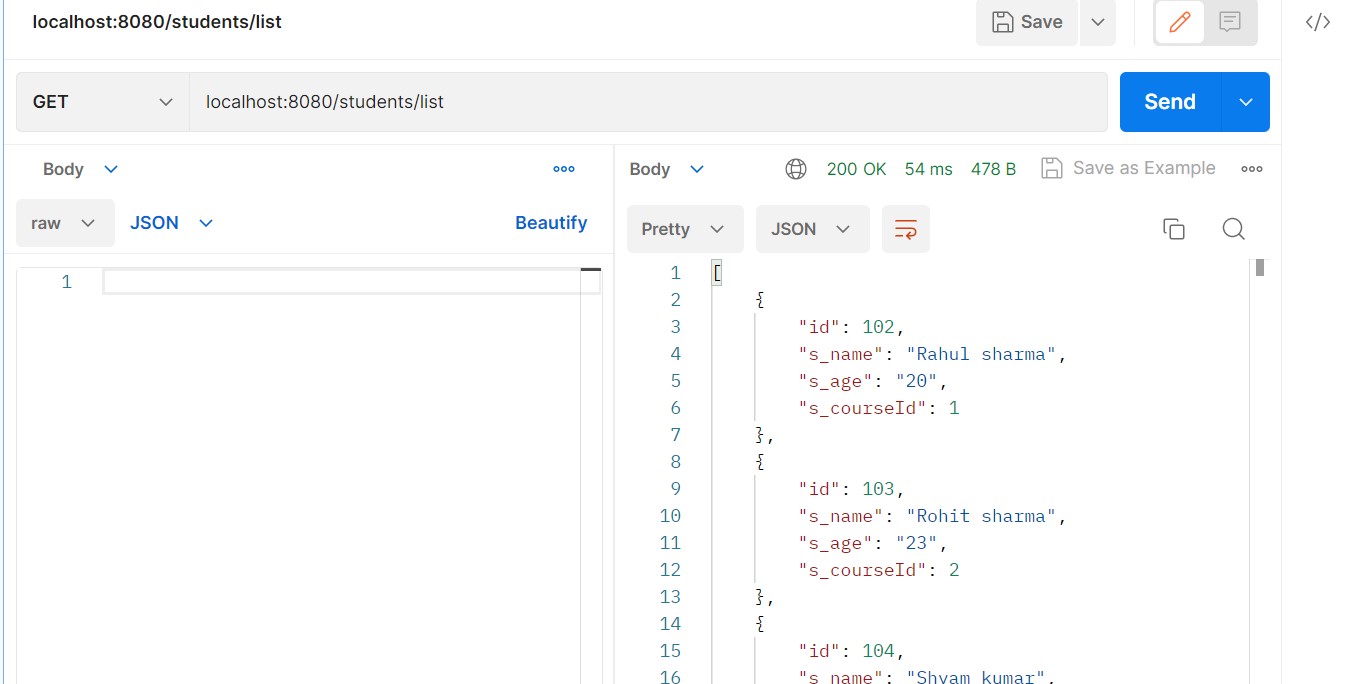 localhost:8080/students/list
Save
</>
GET
localhost:8080/students/list
Send
Body
Body
200 OK 54 ms 478 B
Save as Example
raw
JSON
Beautify
Pretty
JSON
1
1 [
2 {
3 "id": 102,
4 "s_name": "Rahul sharma",
5 "s_age": "20",
6 "s_courseId": 1
7 },
8 {
9 "id": 103,
10 "s_name": "Rohit sharma",
11 "s_age": "23",
12 "s_courseId": 2
13 },
14 {
15 "id": 104,
16 "s_name": "Shyam kumar",